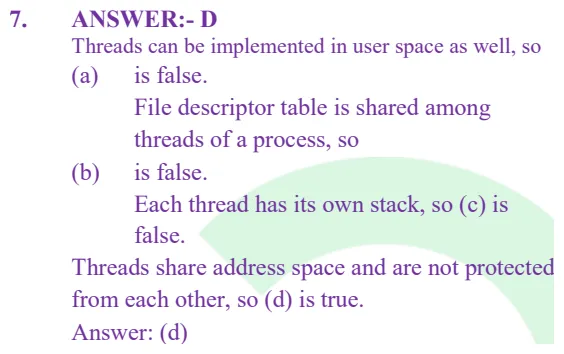 7. ANSWER:- D
Threads can be implemented in user space as well, so
(a) is false.
File descriptor table is shared among
threads of a process, so
(b) is false.
Each thread has its own stack, so (c) is
false.
Threads share address space and are not protected
from each other, so (d) is true.
Answer: (d)